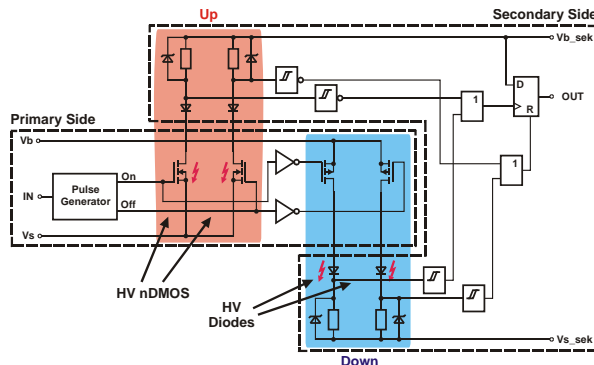 Up
Secondary Side
Vb_sek
D
OUT
R
1
1
Primary Side
Vb
IN
Pulse
Generator
On
Off
Vs
HV nDMOS
HV
Diodes
Vs_sek
Down